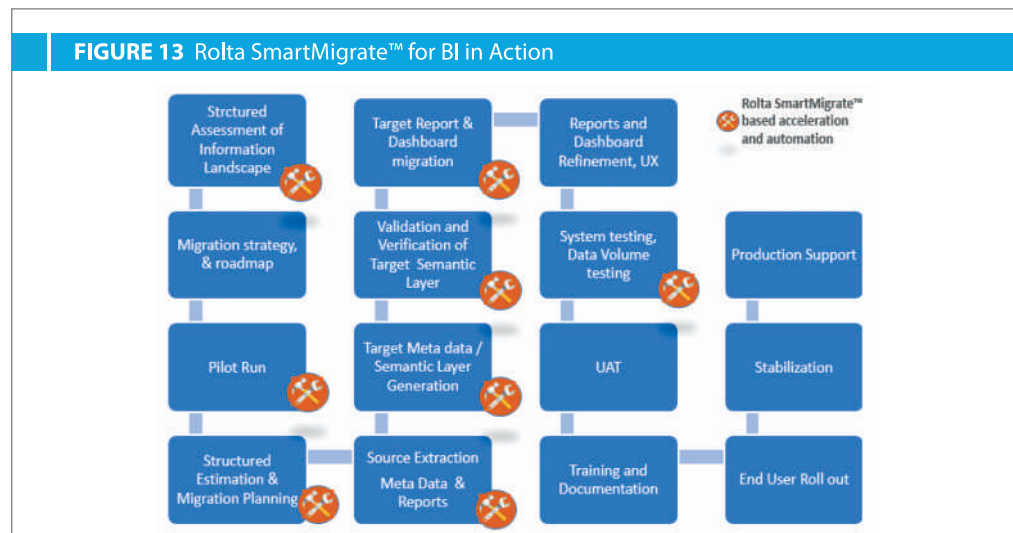 FIGURE 13 Rolta SmartMigrate™ for BI in Action
Strctured
Assessment of
Information
Landscape
Migration strategy,
& roadmap
Pilot Run
Structured
Estimation &
Migration Planning
Source Extraction
Meta Data &
Reports
Target Meta data /
Semantic Layer
Generation
Validation and
Verification of
Target Semantic
Layer
Target Report &
Dashboard
migration
Reports and
Dashboard
Refinement, UX
System testing,
Data Volume
testing
UAT
Training and
Documentation
End User Roll out
Stabilization
Production Support
Rolta SmartMigrate™
based acceleration
and automation